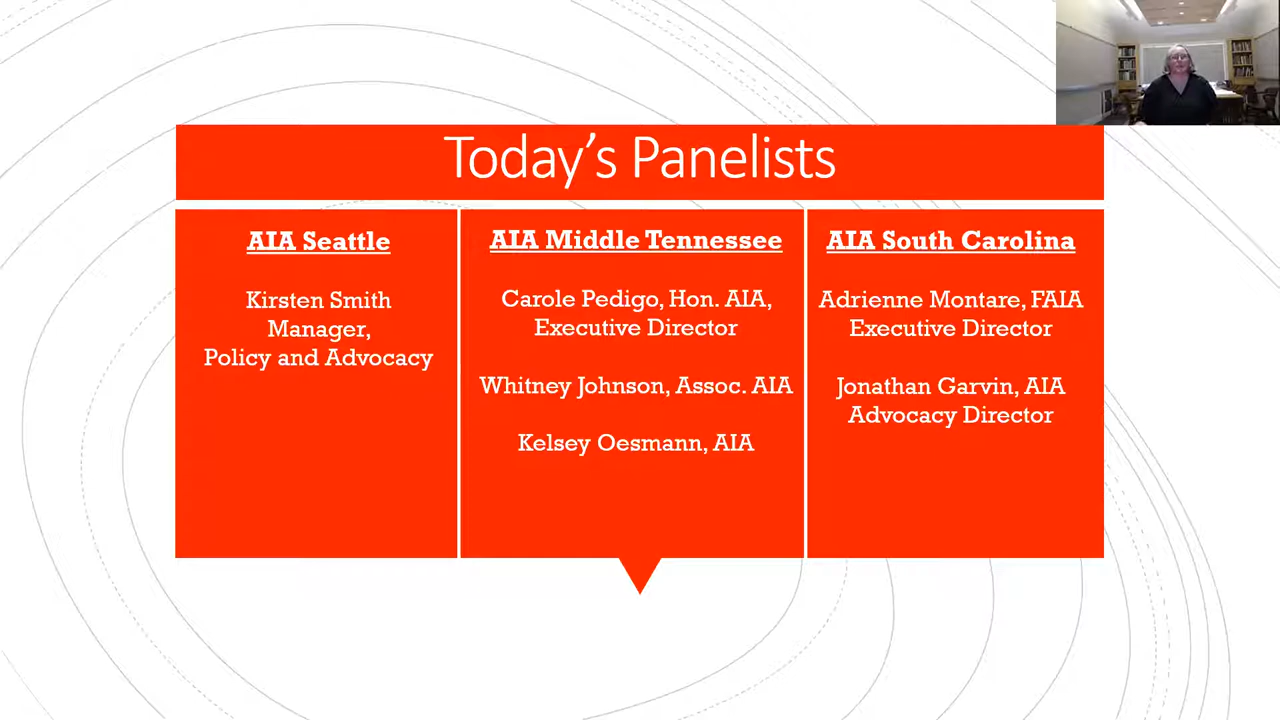 Today's Panelists
AIA Seattle
Kirsten Smith
Manager,
Policy and Advocacy
AIA Middle Tennessee
Carole Pedigo, Hon. AIA,
Executive Director
Whitney Johnson, Assoc. AIA
Kelsey Oesmann, AIA
AIA South Carolina
Adrienne Montare, FAIA
Executive Director
Jonathan Garvin, AIA
Advocacy Director